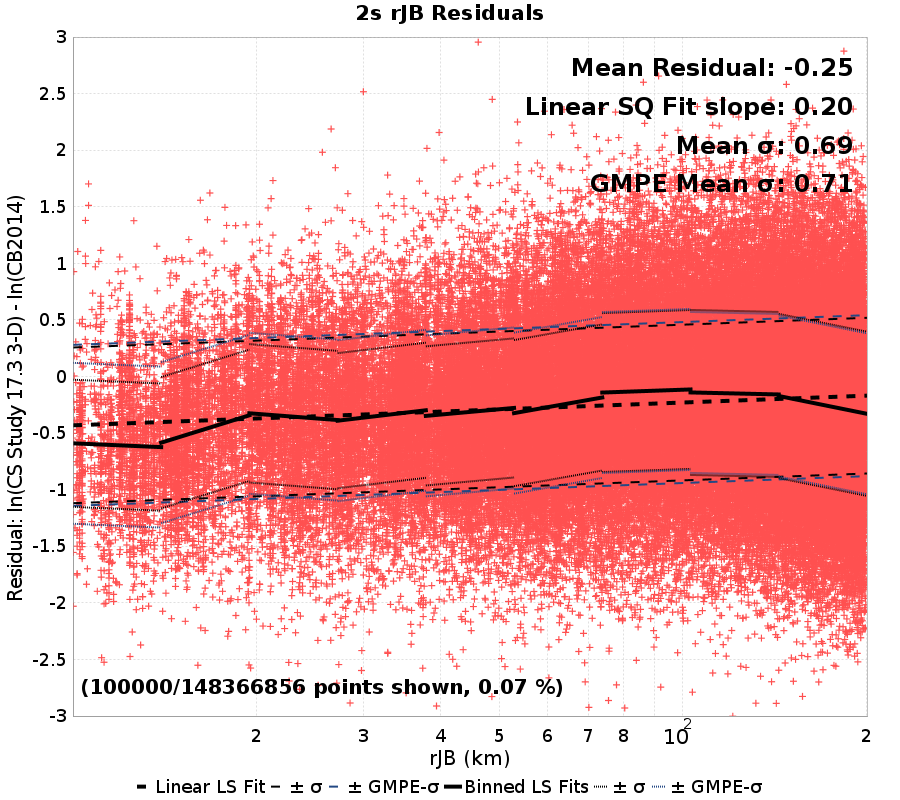 2s rJB Residuals
Mean Residual: -0.25
Linear SQ Fit slope: 0.20
Mean σ: 0.69
GMPE Mean σ: 0.71
Residual: ln(CS Study 17.3 3-D) - ln(CB2014)
3
2.5
2
1.5
1
0.5
0
-0.5
-1
-1.5
-2
-2.5
-3
(100000/148366856 points shown, 0.07 %)
2 3 4 5 6 7 8 10² 2
rJB (km)
Linear LS Fit ± σ ± GMPE-σ Binned LS Fits ± σ ± GMPE-σ